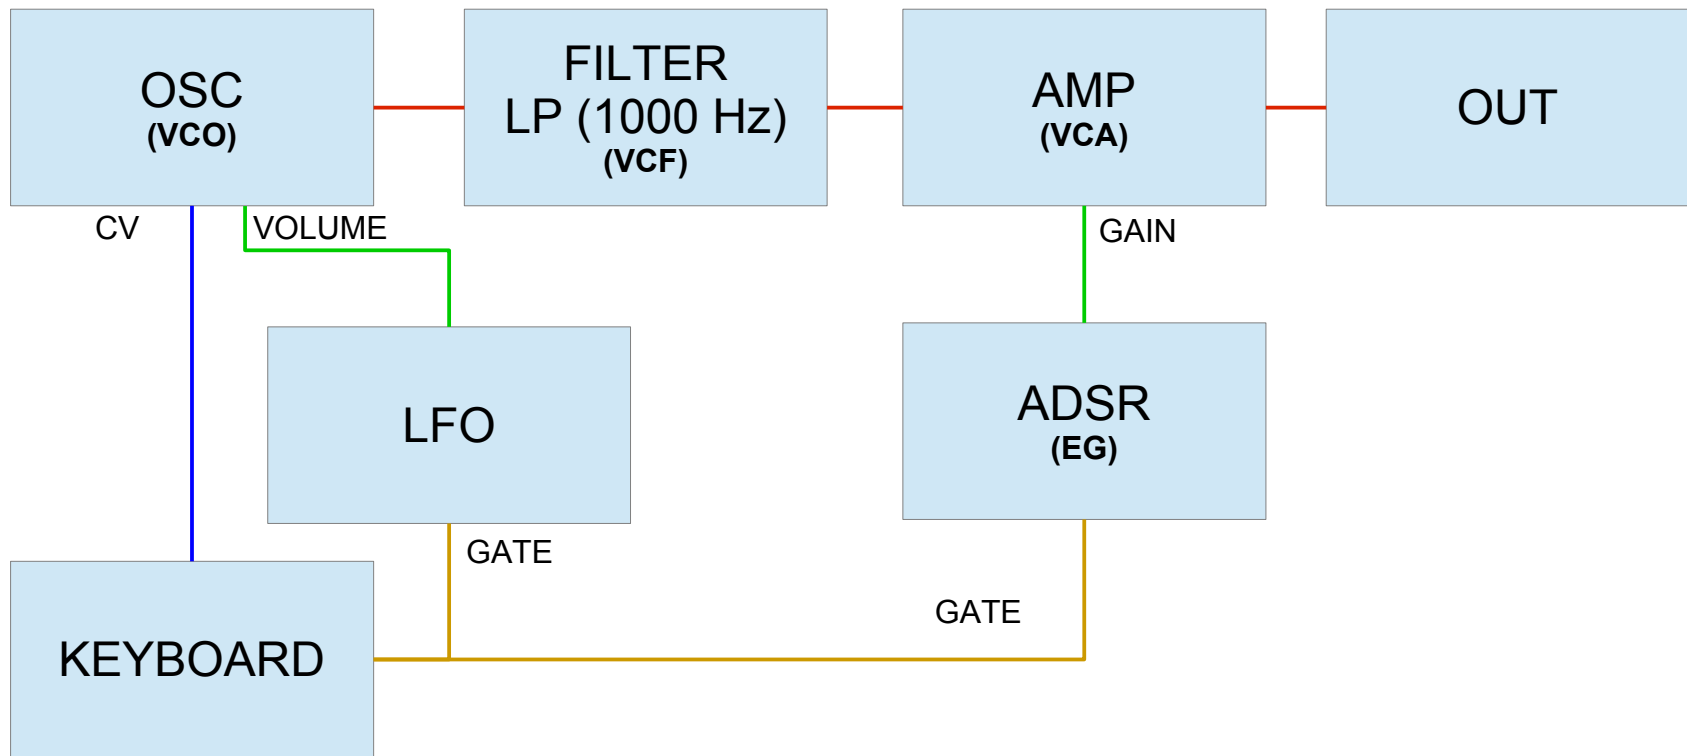 OSC
(VCO)
FILTER
LP (1000 Hz)
(VCF)
AMP
(VCA)
OUT
CV
VOLUME
GAIN
LFO
ADSR
(EG)
GATE
GATE
KEYBOARD